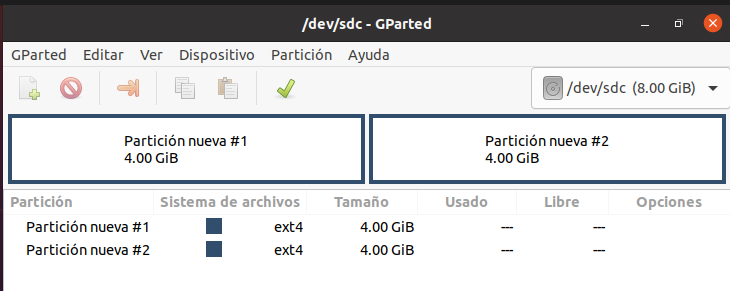 /dev/sdc - GParted
GParted Editar Ver Dispositivo Partición Ayuda
/dev/sdc (8.00 GiB)
Partición nueva #1
4.00 GiB
Partición nueva #2
4.00 GiB
Partición Sistema de archivos Tamaño Usado Libre Opciones
Partición nueva #1 ext4 4.00 GiB --- ---
Partición nueva #2 ext4 4.00 GiB --- ---